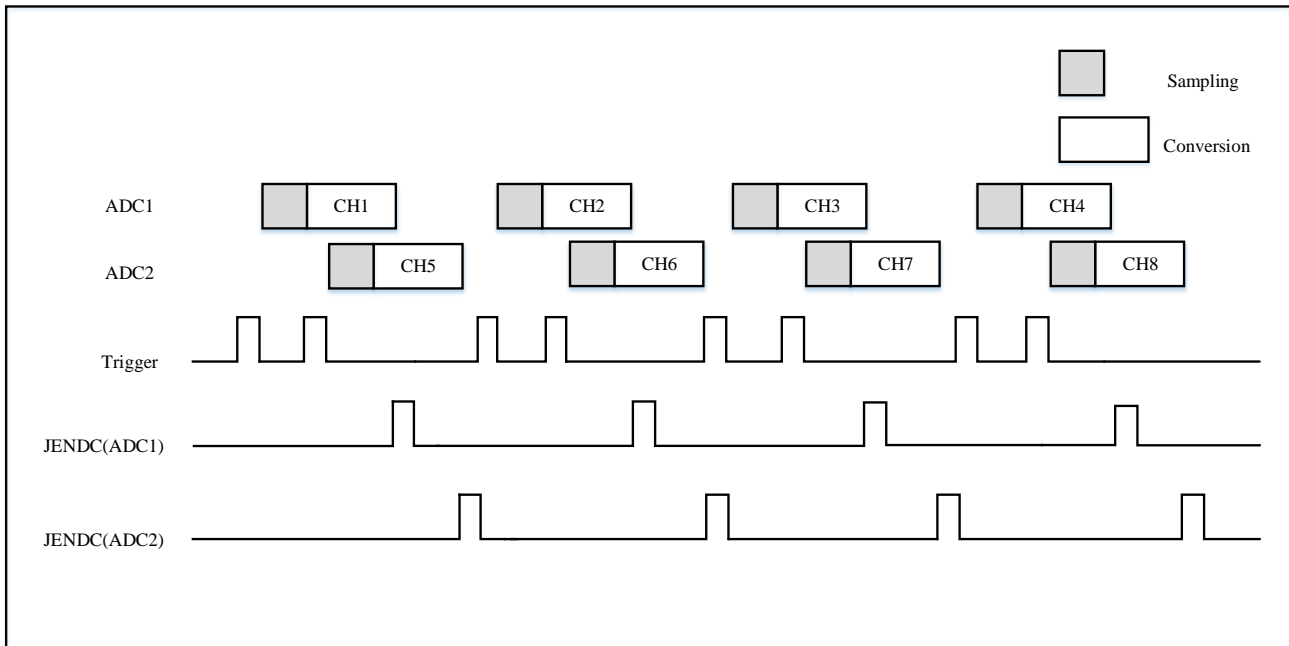 Sampling
Conversion
ADC1
CH1
CH2
CH3
CH4
ADC2
CH5
CH6
CH7
CH8
Trigger
JENDC(ADC1)
JENDC(ADC2)